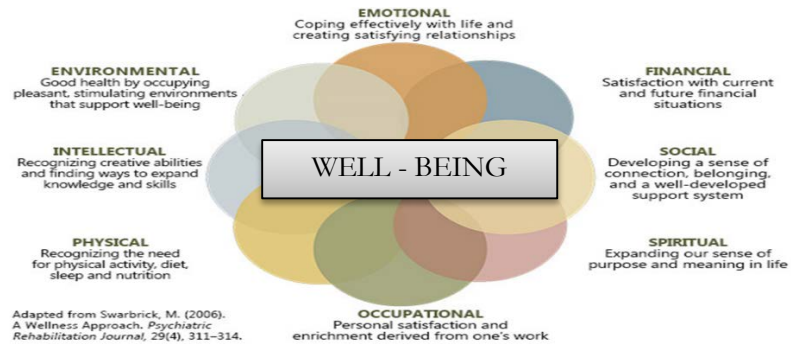 EMOTIONAL
Coping effectively with life and
creating satisfying relationships
ENVIRONMENTAL
Good health by occupying
pleasant, stimulating environments
that support well-being
FINANCIAL
Satisfaction with current
and future financial
situations
INTELLECTUAL
Recognizing creative abilities
and finding ways to expand
knowledge and skills
WELL - BEING
SOCIAL
Developing a sense of
connection, belonging,
and a well-developed
support system
PHYSICAL
Recognizing the need
for physical activity, diet,
sleep and nutrition
SPIRITUAL
Expanding our sense of
purpose and meaning in life
OCCUPATIONAL
Personal satisfaction and
enrichment derived from one's work
Adapted from Swarbrick, M. (2006).
A Wellness Approach. Psychiatric
Rehabilitation Journal, 29(4), 311–314.